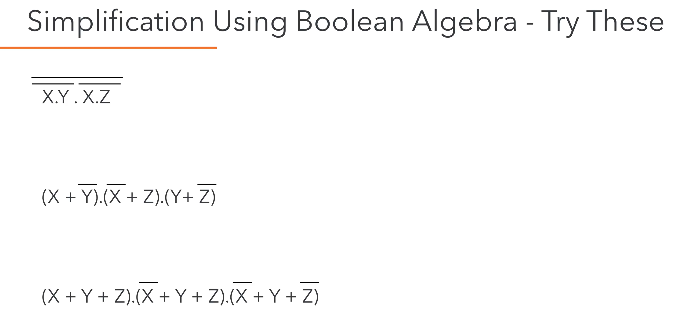 Simplification Using Boolean Algebra - Try These
$\overline{\overline{X.Y} . \overline{X.Z}}$
(X + $\overline{Y}$).($\overline{X}$ + Z).(Y+ $\overline{Z}$)
(X + Y + Z).($\overline{X}$ + Y + Z).($\overline{X}$ + Y + $\overline{Z}$)